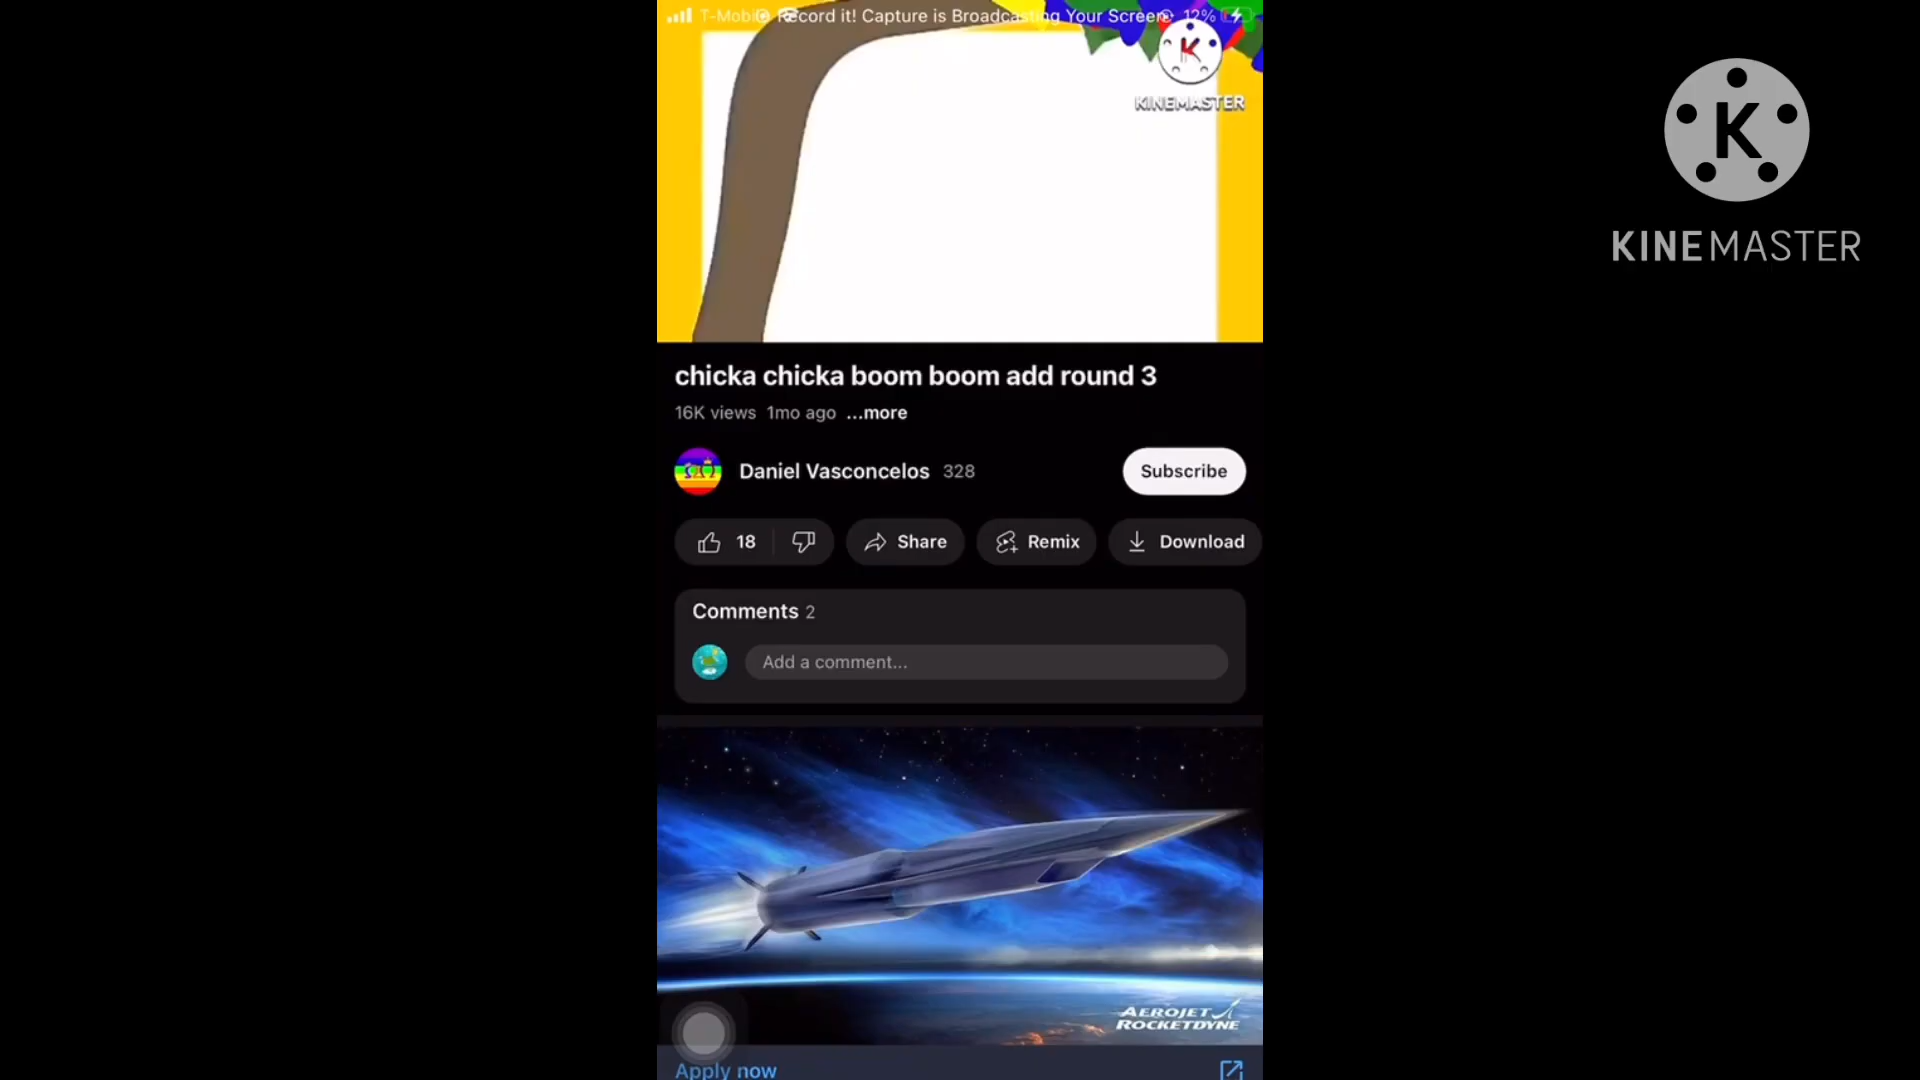 T-Mobile Record it! Capture is Broadcasting Your Screen 12%
K
KINEMASTER
K
KINEMASTER
chicka chicka boom boom add round 3
16K views 1mo ago ...more
Daniel Vasconcelos 328
Subscribe
18
Share
Remix
Download
Comments 2
Add a comment...
AEROJET
ROCKETDYNE
Apply now